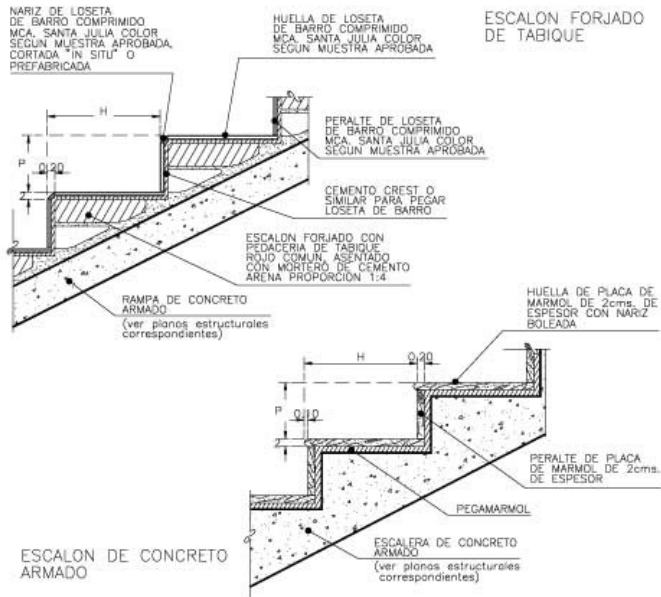 NARIZ DE LOSETA
DE BARRO COMPRIMIDO
MCA. SANTA JULIA COLOR
SEGUN MUESTRA APROBADA,
CORTADA "IN SITU" O
PREFABRICADA
HUELLA DE LOSETA
DE BARRO COMPRIMIDO
MCA. SANTA JULIA COLOR
SEGUN MUESTRA APROBADA
ESCALON FORJADO
DE TABIQUE
H
P
0.20
PERALTE DE LOSETA
DE BARRO COMPRIMIDO
MCA. SANTA JULIA COLOR
SEGUN MUESTRA APROBADA
CEMENTO CREST O
SIMILAR PARA PEGAR
LOSETA DE BARRO
ESCALON FORJADO CON
PEDACERIA DE TABIQUE
ROJO COMUN, ASENTADO
CON MORTERO DE CEMENTO
ARENA PROPORCION 1:4
RAMPA DE CONCRETO
ARMADO
(ver planos estructurales
correspondientes)
HUELLA DE PLACA DE
MARMOL DE 2cms. DE
ESPESOR CON NARIZ
BOLEADA
H
0.20
P
0.10
PERALTE DE PLACA
DE MARMOL DE 2cms.
DE ESPESOR
PEGAMARMOL
ESCALERA DE CONCRETO
ARMADO
(ver planos estructurales
correspondientes)
ESCALON DE CONCRETO
ARMADO